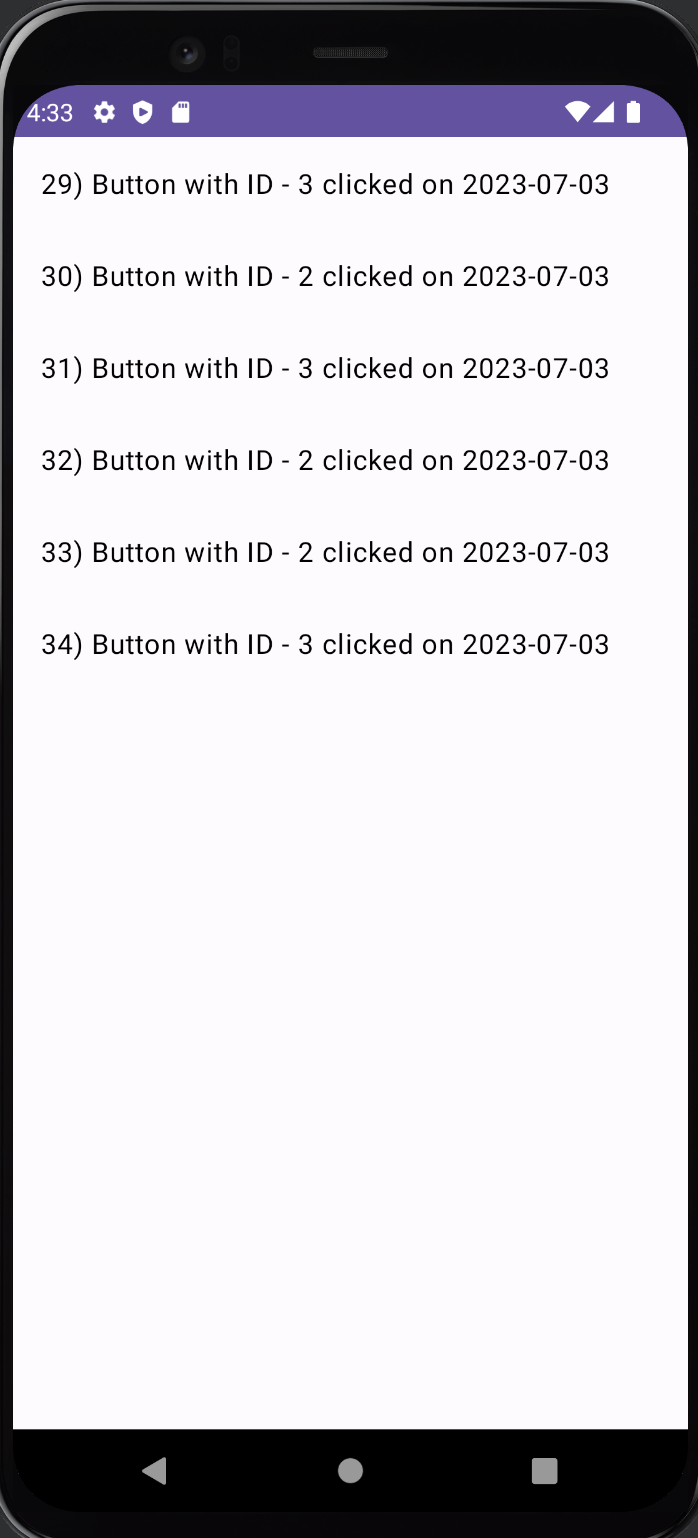 4:33
29) Button with ID - 3 clicked on 2023-07-03
30) Button with ID - 2 clicked on 2023-07-03
31) Button with ID - 3 clicked on 2023-07-03
32) Button with ID - 2 clicked on 2023-07-03
33) Button with ID - 2 clicked on 2023-07-03
34) Button with ID - 3 clicked on 2023-07-03